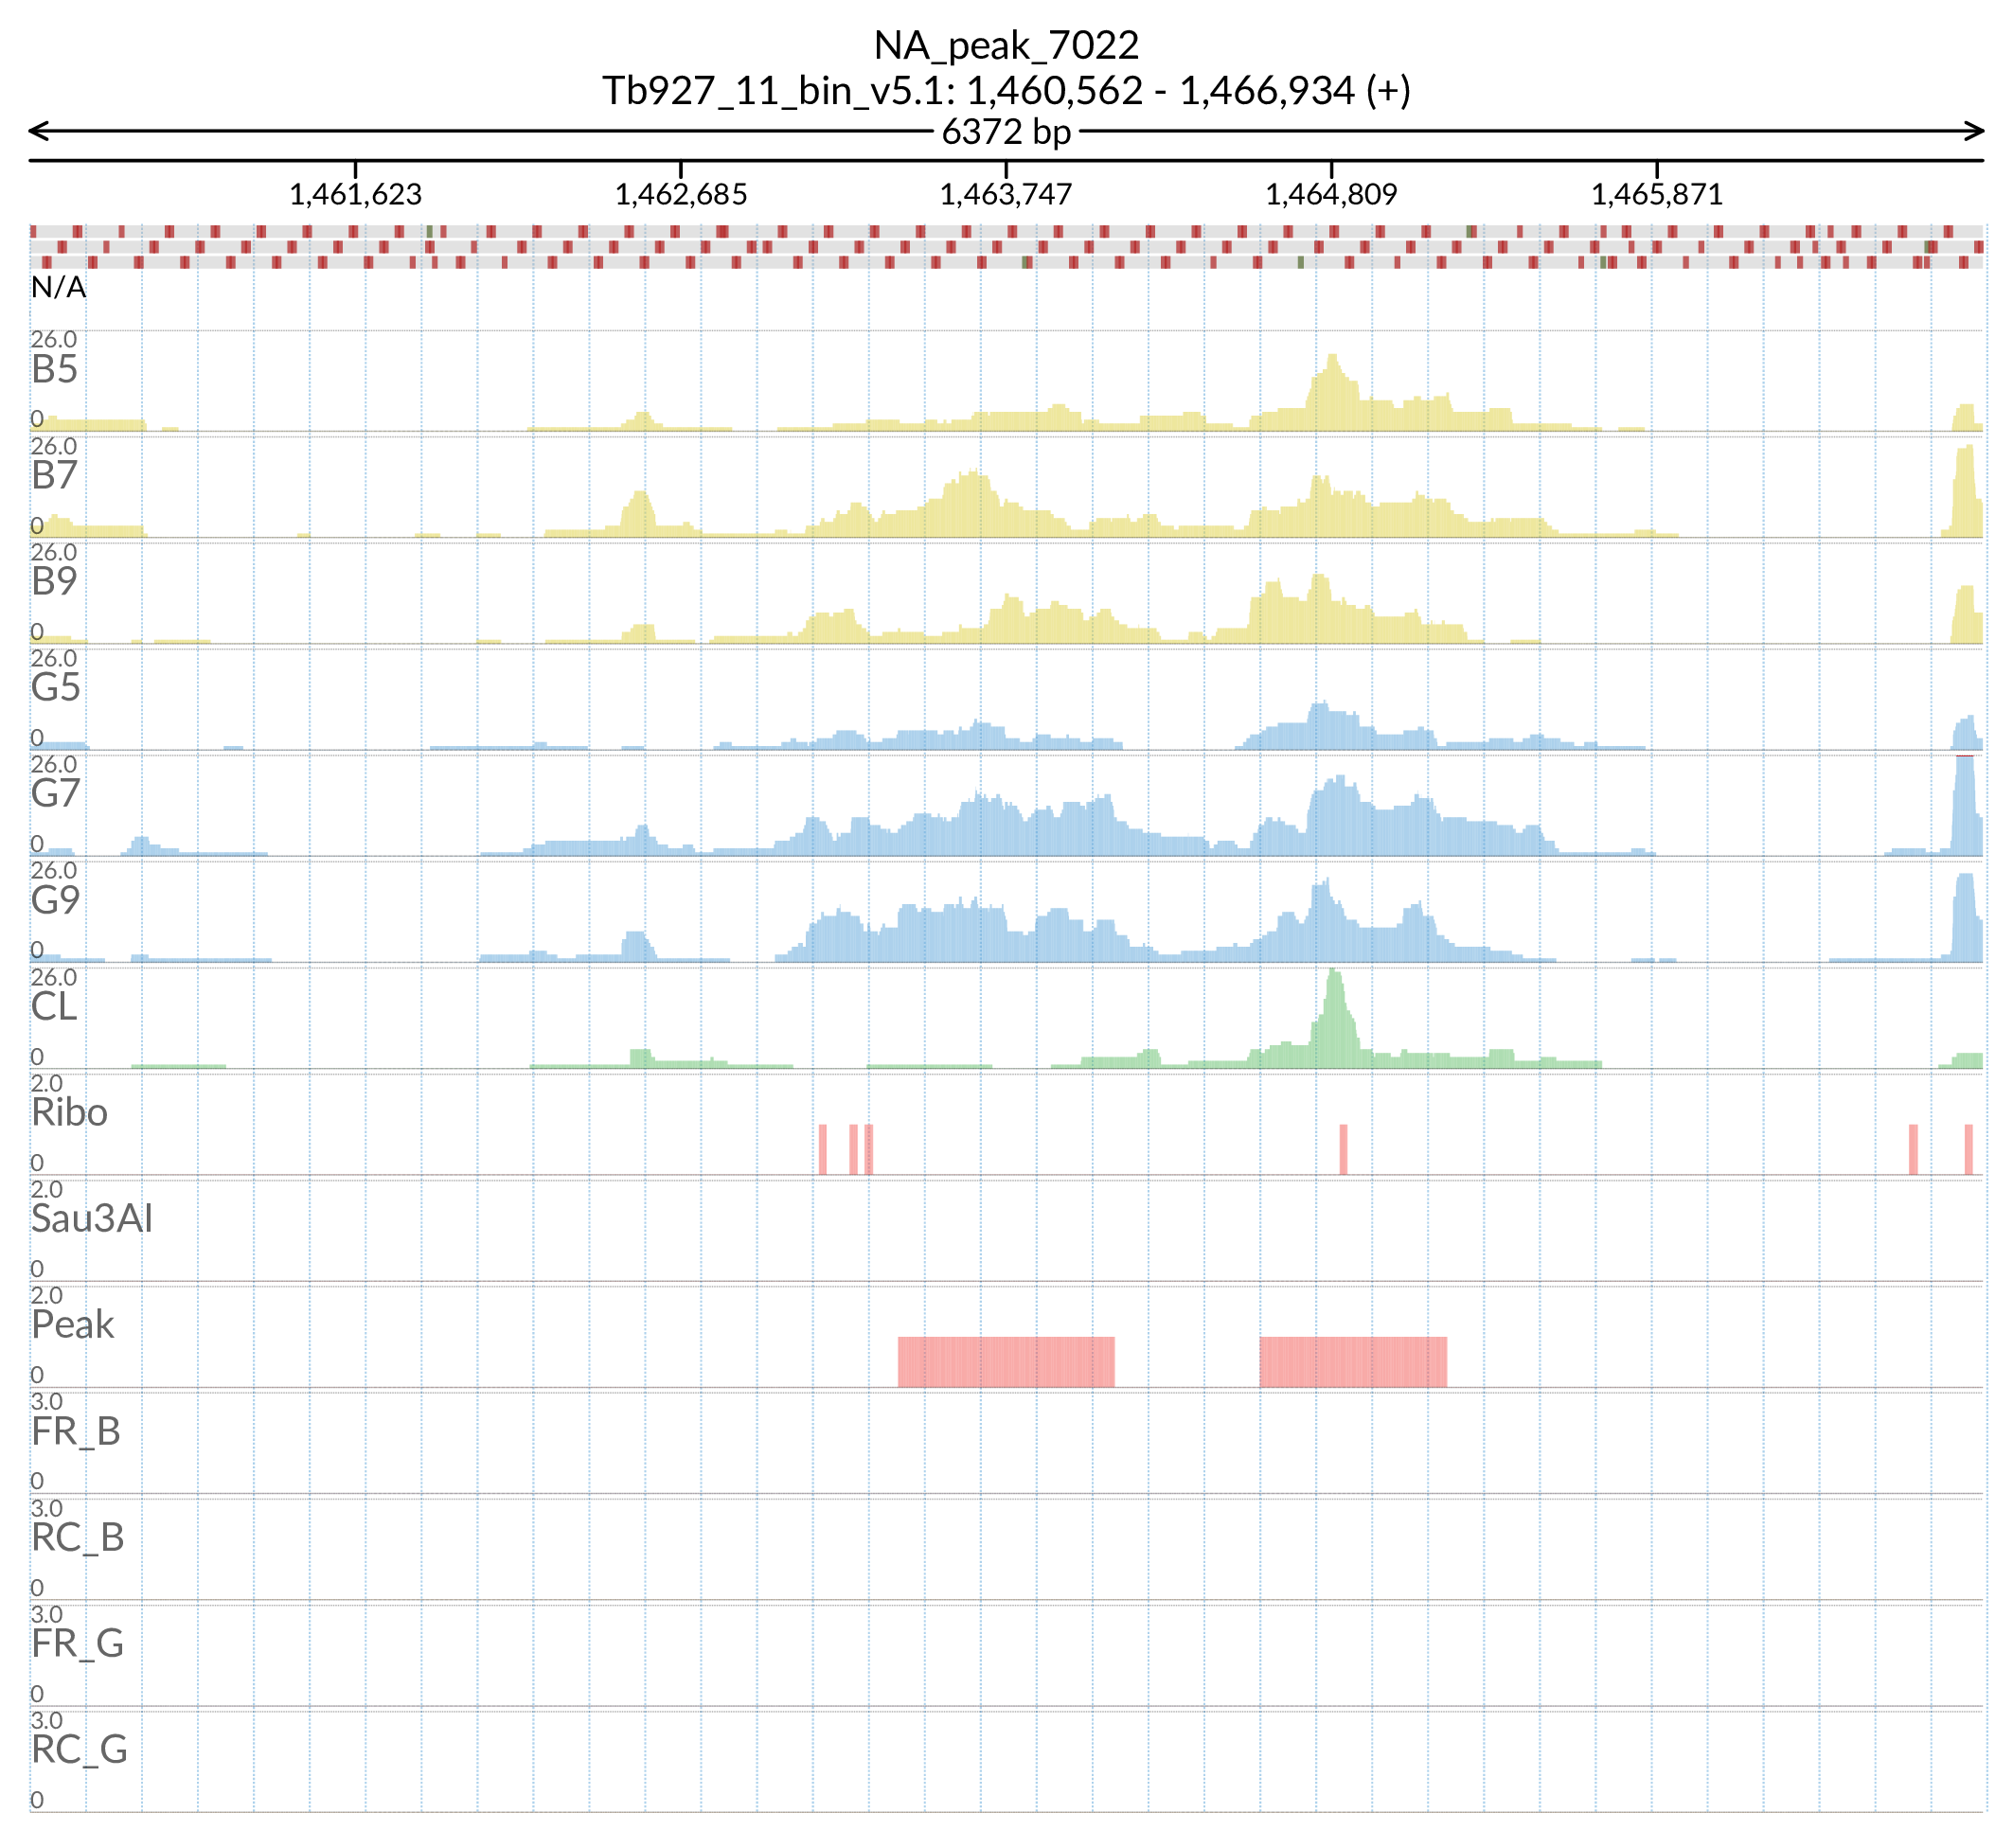 NA_peak_7022
Tb927_11_bin_v5.1: 1,460,562 - 1,466,934 (+)
6372 bp
1,461,623 1,462,685 1,463,747 1,464,809 1,465,871
N/A
26.0
B5
0
26.0
B7
0
26.0
B9
0
26.0
G5
0
26.0
G7
0
26.0
G9
0
26.0
CL
0
2.0
Ribo
0
2.0
Sau3AI
0
2.0
Peak
0
3.0
FR_B
0
3.0
RC_B
0
3.0
FR_G
0
3.0
RC_G
0